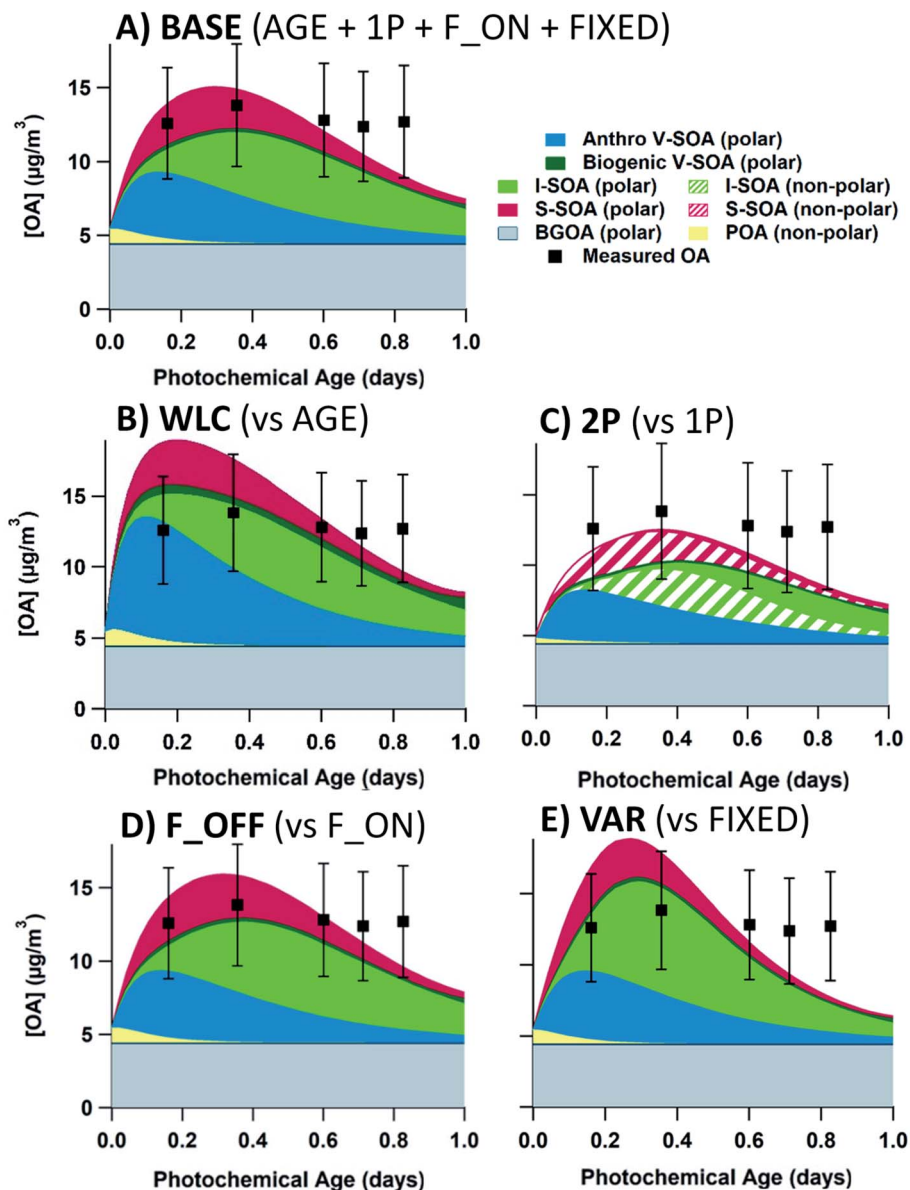 A) BASE (AGE + 1P + F_ON + FIXED)
[OA] (µg/m³)
15
10
5
0
0.0 0.2 0.4 0.6 0.8 1.0
Photochemical Age (days)
Anthro V-SOA (polar)
Biogenic V-SOA (polar)
I-SOA (polar) I-SOA (non-polar)
S-SOA (polar) S-SOA (non-polar)
BGOA (polar) POA (non-polar)
Measured OA
B) WLC (vs AGE)
[OA] (µg/m³)
15
10
5
0
0.0 0.2 0.4 0.6 0.8 1.0
Photochemical Age (days)
C) 2P (vs 1P)
0.0 0.2 0.4 0.6 0.8 1.0
Photochemical Age (days)
D) F_OFF (vs F_ON)
[OA] (µg/m³)
15
10
5
0
0.0 0.2 0.4 0.6 0.8 1.0
Photochemical Age (days)
E) VAR (vs FIXED)
0.0 0.2 0.4 0.6 0.8 1.0
Photochemical Age (days)